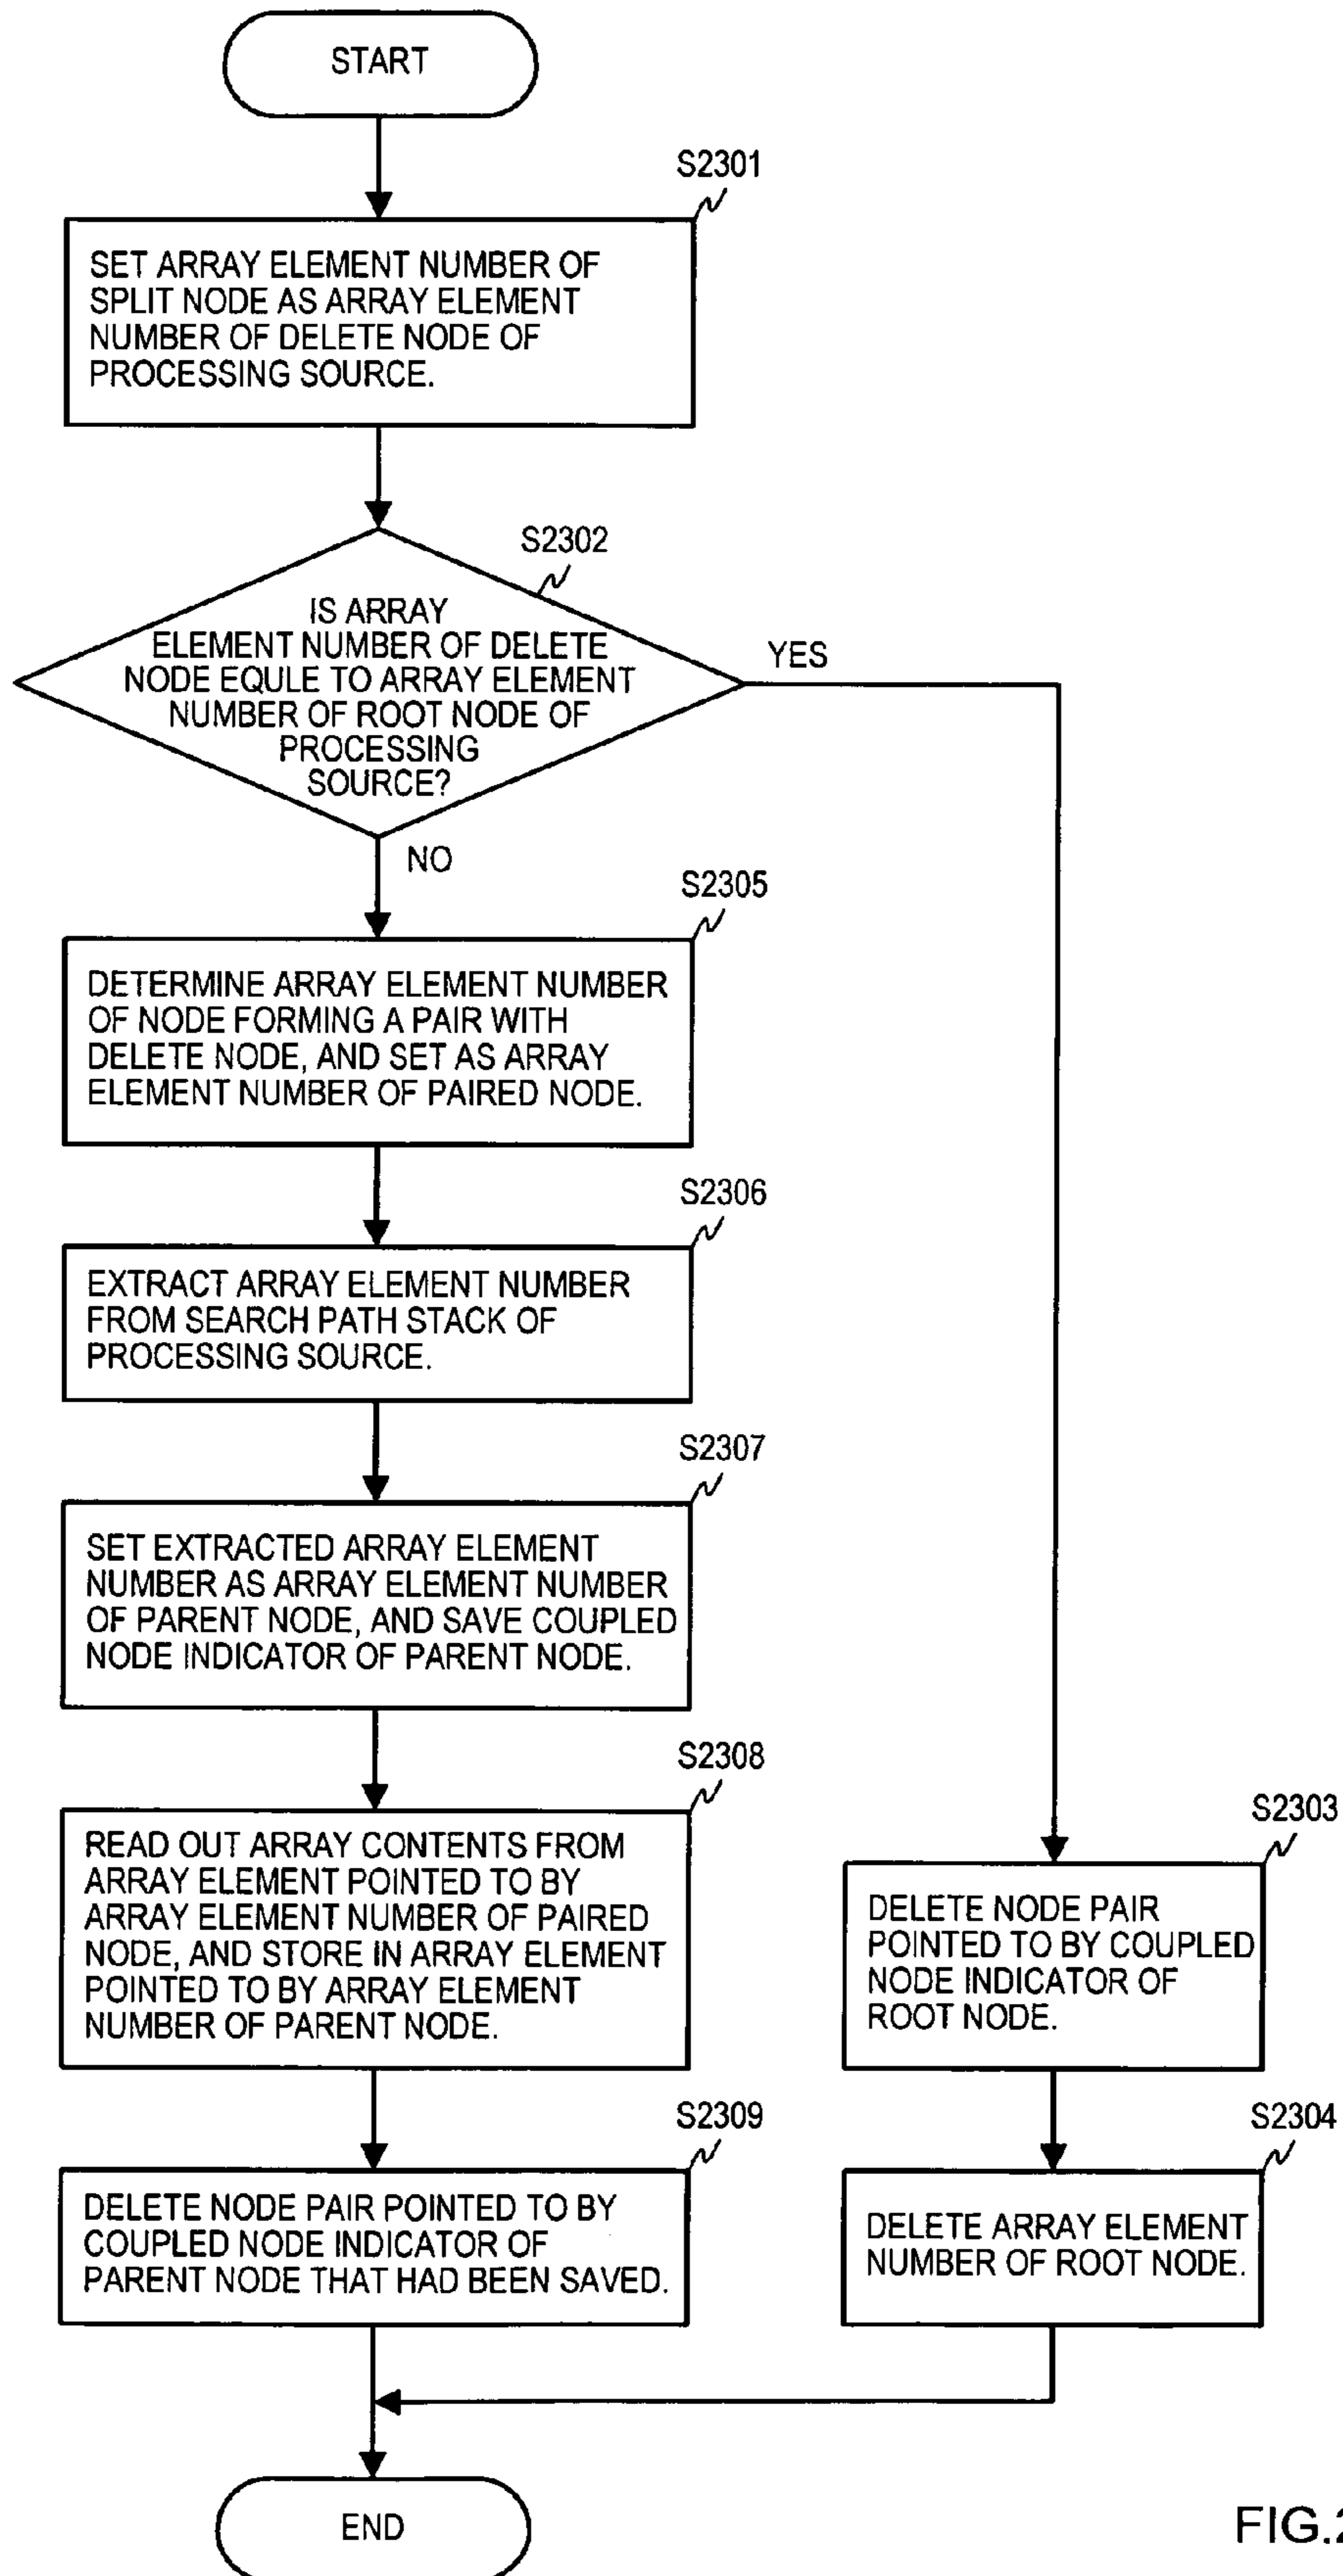 START
S2301
SET ARRAY ELEMENT NUMBER OF
SPLIT NODE AS ARRAY ELEMENT
NUMBER OF DELETE NODE OF
PROCESSING SOURCE.
S2302
IS ARRAY
ELEMENT NUMBER OF DELETE
NODE EQULE TO ARRAY ELEMENT
NUMBER OF ROOT NODE OF
PROCESSING
SOURCE?
YES
NO
S2305
DETERMINE ARRAY ELEMENT NUMBER
OF NODE FORMING A PAIR WITH
DELETE NODE, AND SET AS ARRAY
ELEMENT NUMBER OF PAIRED NODE.
S2306
EXTRACT ARRAY ELEMENT NUMBER
FROM SEARCH PATH STACK OF
PROCESSING SOURCE.
S2307
SET EXTRACTED ARRAY ELEMENT
NUMBER AS ARRAY ELEMENT NUMBER
OF PARENT NODE, AND SAVE COUPLED
NODE INDICATOR OF PARENT NODE.
S2308
READ OUT ARRAY CONTENTS FROM
ARRAY ELEMENT POINTED TO BY
ARRAY ELEMENT NUMBER OF PAIRED
NODE, AND STORE IN ARRAY ELEMENT
POINTED TO BY ARRAY ELEMENT
NUMBER OF PARENT NODE.
S2303
DELETE NODE PAIR
POINTED TO BY COUPLED
NODE INDICATOR OF
ROOT NODE.
S2309
DELETE NODE PAIR POINTED TO BY
COUPLED NODE INDICATOR OF
PARENT NODE THAT HAD BEEN SAVED.
S2304
DELETE ARRAY ELEMENT
NUMBER OF ROOT NODE.
END